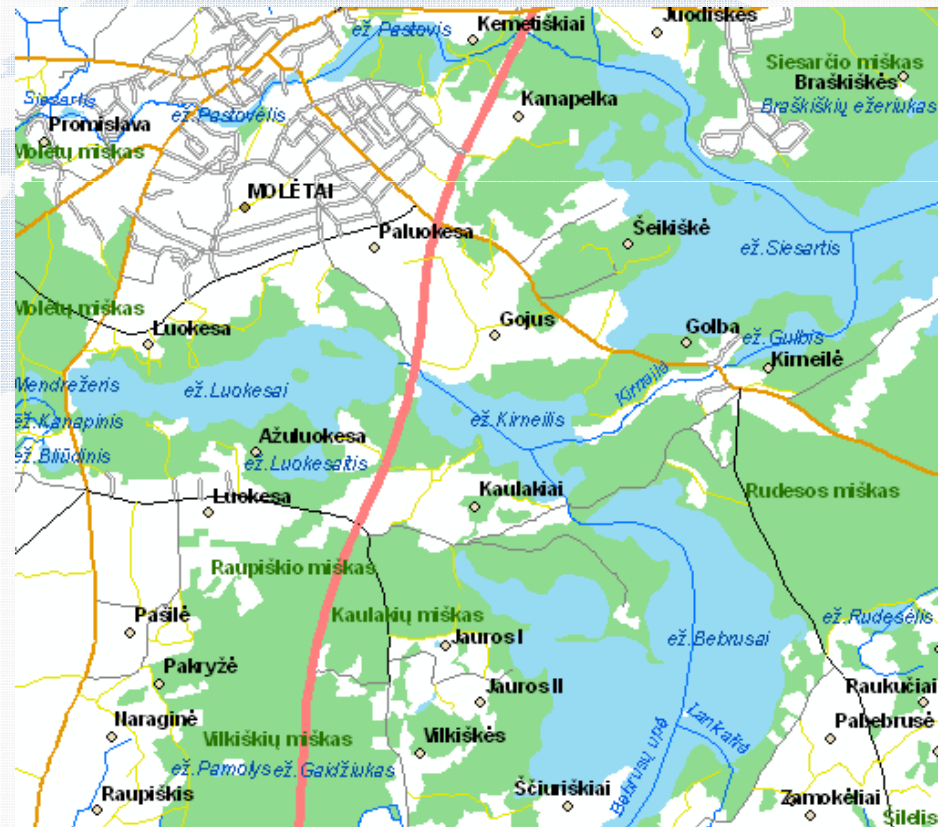 Juodiškės
Kemetiškiai
ež.Pastovis
Siesarčio miškas
Braškiškės
Braškiškių ežeriukas
Kanapelka
Siesartis
ež.Pastovėlis
Promislava
Molėtų miškas
MOLĖTAI
Paluokesa
Šeikiškė
ež.Siesartis
Molėtų miškas
Luokesa
Gojus
Golba
ež.Gulbis
Kirneilė
Kirneilė
Mendrežeris
ež.Luokesai
ež.Kanapinis
ež.Kirneilis
Ažuluokesa
ež.Bliūdinis
ež.Luokesaitis
Luokesa
Kaulakiai
Rudesos miškas
Raupiškio miškas
Kaulakių miškas
Pašilė
Jauros I
ež.Bebrusai
ež.Rudesėlis
Pakryžė
Jauros II
Raukučiai
Naraginė
Vilkiškių miškas
Vilkiškės
Bebrusų upė
Pabebrusė
ež.Pamolys
ež.Gaidžiukas
Raupiškis
Ščiuriškiai
Zamokėliai
Šilelis